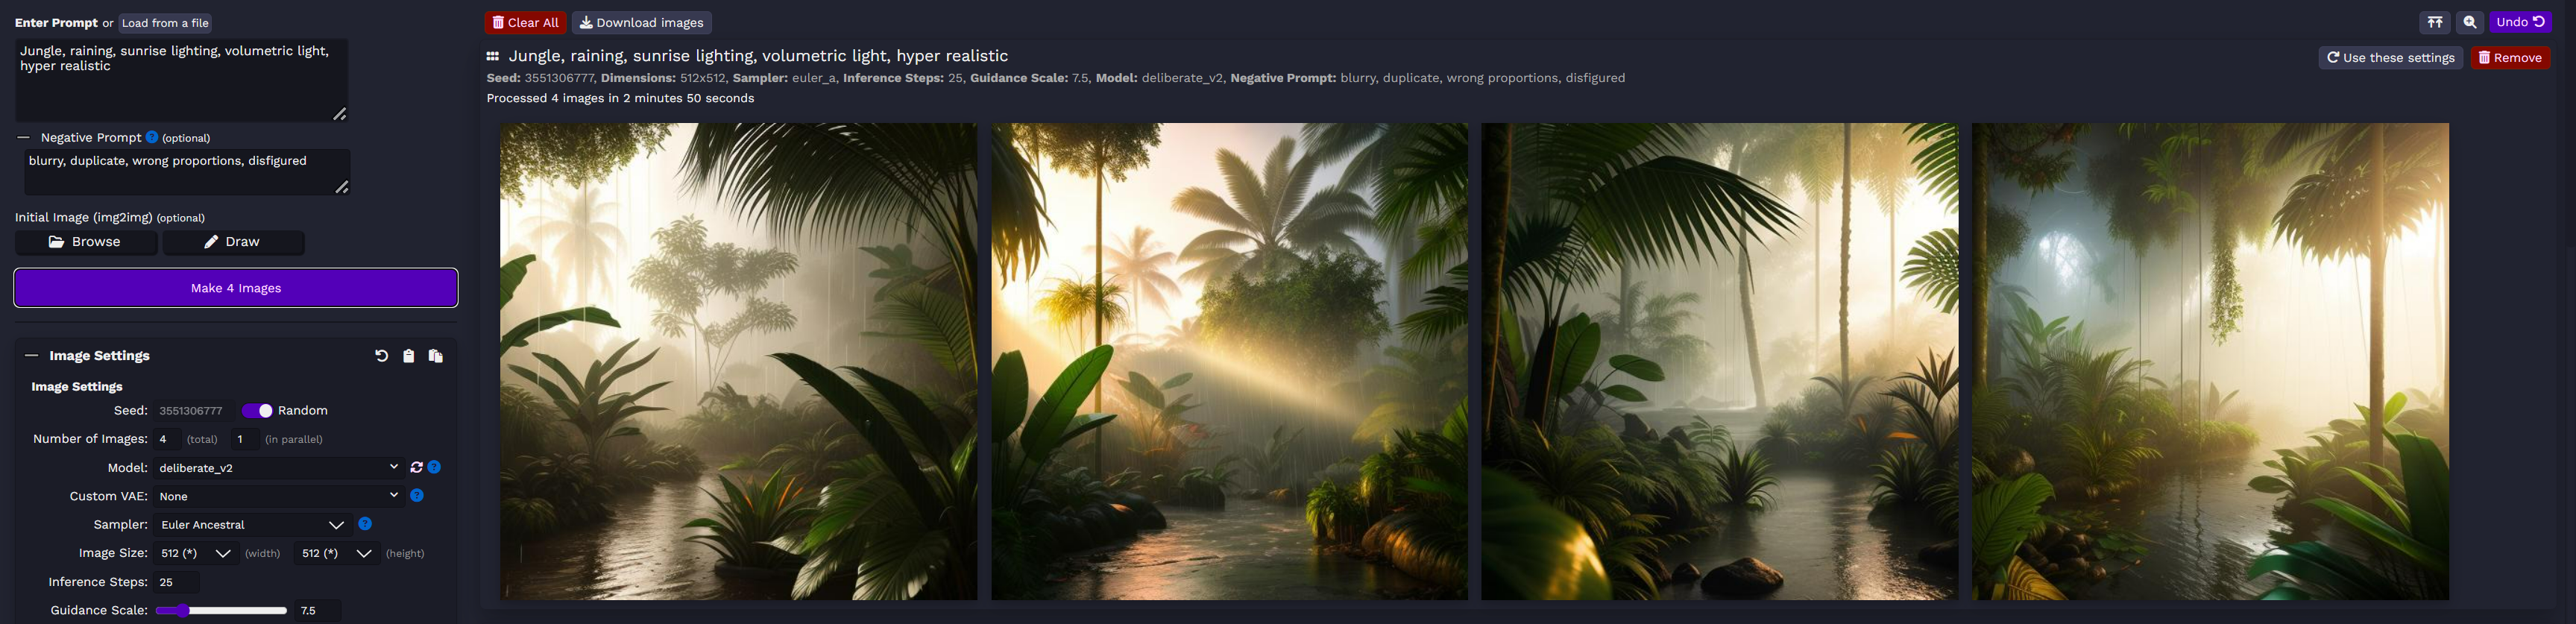 Enter Prompt or Load from a file
Jungle, raining, sunrise lighting, volumetric light,
hyper realistic
Negative Prompt ? (optional)
blurry, duplicate, wrong proportions, disfigured
Initial Image (img2img) (optional)
Browse
Draw
Make 4 Images
Image Settings
Image Settings
Seed: 3551306777 Random
Number of Images: 4 (total) 1 (in parallel)
Model: deliberate_v2 ?
Custom VAE: None ?
Sampler: Euler Ancestral ?
Image Size: 512 (*) (width) 512 (*) (height)
Inference Steps: 25
Guidance Scale: 7.5
Clear All
Download images
Undo
Jungle, raining, sunrise lighting, volumetric light, hyper realistic
Use these settings
Remove
Seed: 3551306777, Dimensions: 512x512, Sampler: euler_a, Inference Steps: 25, Guidance Scale: 7.5, Model: deliberate_v2, Negative Prompt: blurry, duplicate, wrong proportions, disfigured
Processed 4 images in 2 minutes 50 seconds